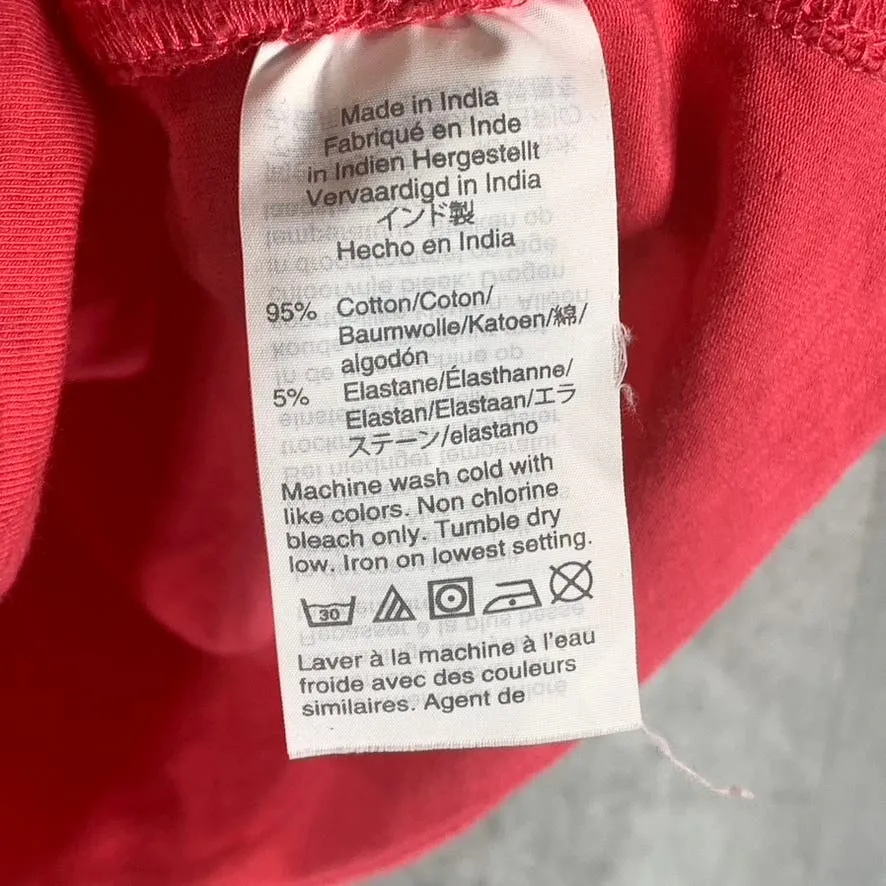 Made in India
Fabriqué en Inde
in Indien Hergestellt
Vervaardigd in India
インド製
Hecho en India
95% Cotton/Coton/
Baumwolle/Katoen/綿/
algodón
5% Elastane/Élasthanne/
Elastan/Elastaan/エラ
ステーン/elastano
Machine wash cold with
like colors. Non chlorine
bleach only. Tumble dry
low. Iron on lowest setting.
30
Laver à la machine à l'eau
froide avec des couleurs
similaires. Agent de